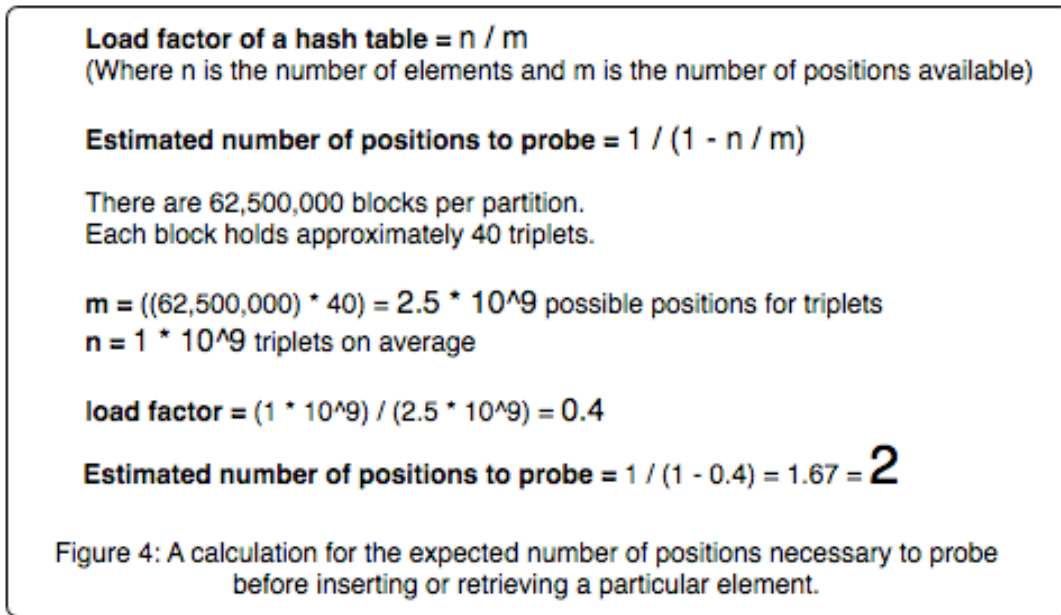 Load factor of a hash table = n / m
(Where n is the number of elements and m is the number of positions available)
Estimated number of positions to probe = 1 / (1 - n / m)
There are 62,500,000 blocks per partition.
Each block holds approximately 40 triplets.
m = ((62,500,000) * 40) = 2.5 * 10^9 possible positions for triplets
n = 1 * 10^9 triplets on average
load factor = (1 * 10^9) / (2.5 * 10^9) = 0.4
Estimated number of positions to probe = 1 / (1 - 0.4) = 1.67 = 2
Figure 4: A calculation for the expected number of positions necessary to probe
before inserting or retrieving a particular element.